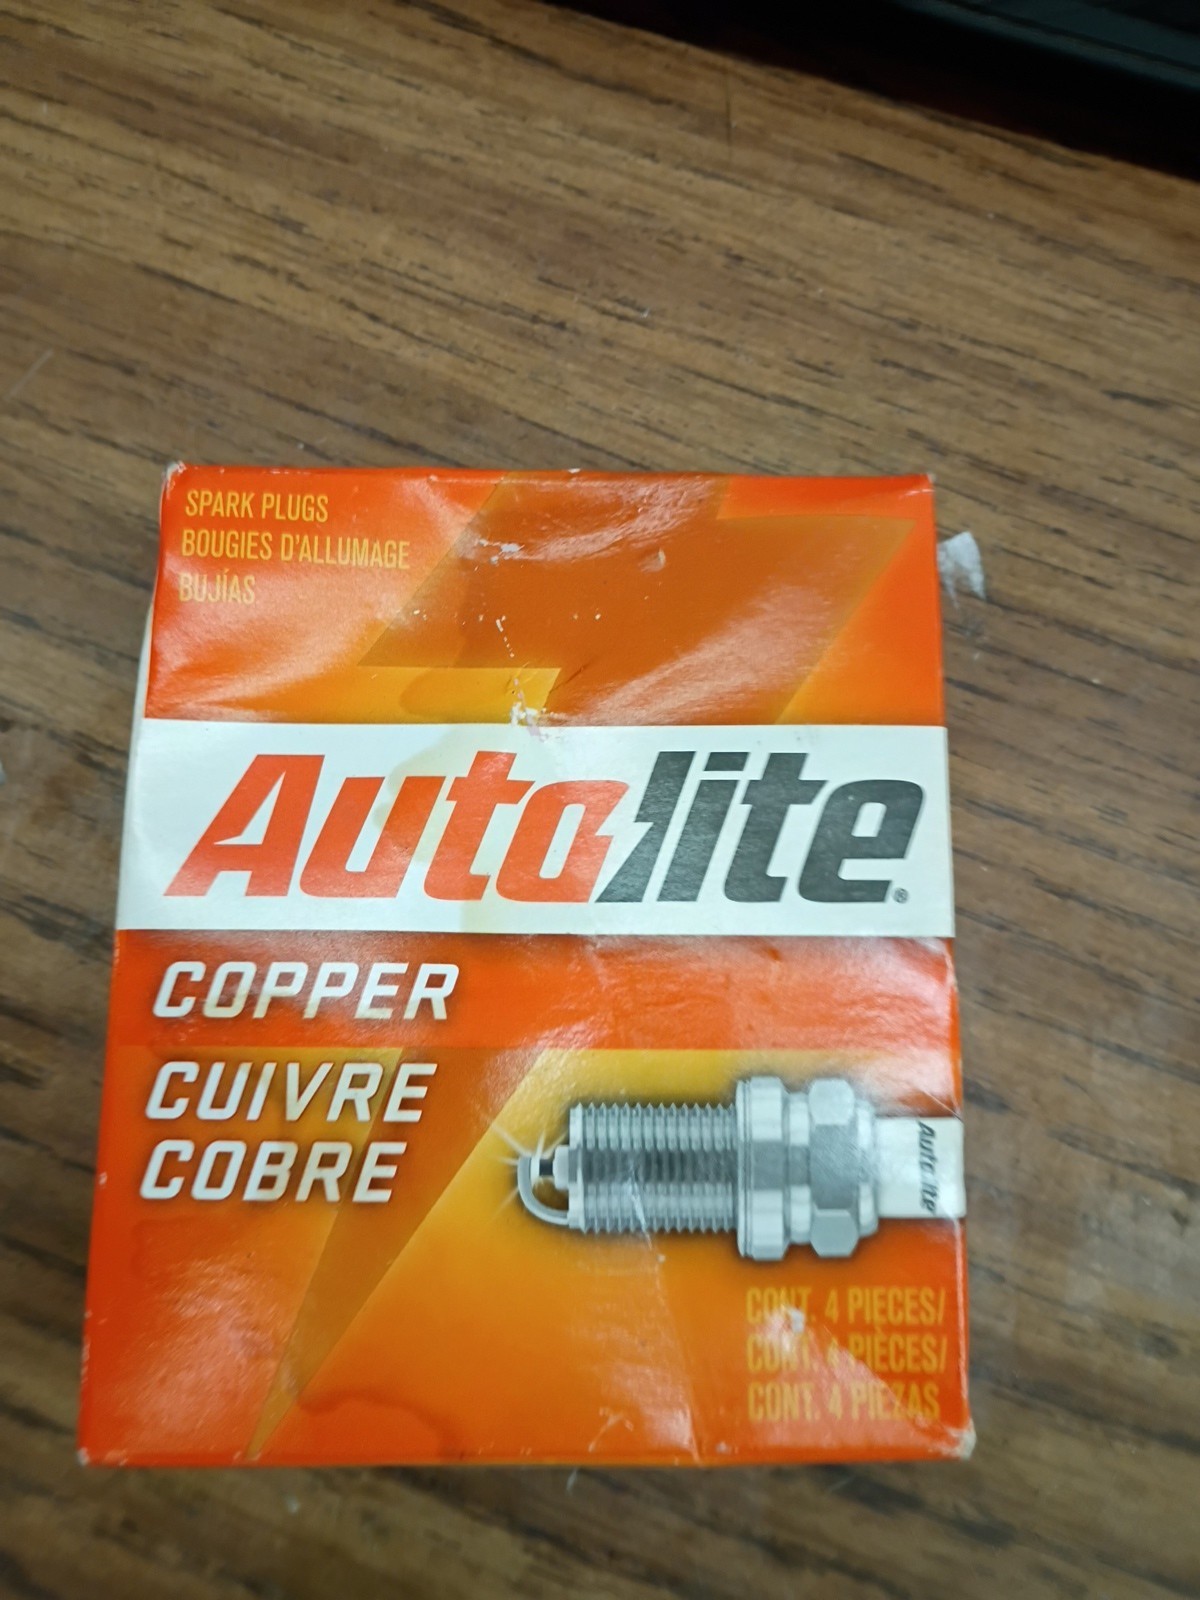 SPARK PLUGS
BOUGIES D'ALLUMAGE
BUJÍAS
Autolite®
COPPER
CUIVRE
COBRE
Autolite
CONT. 4 PIECES/
CONT. 4 PIÈCES/
CONT. 4 PIEZAS